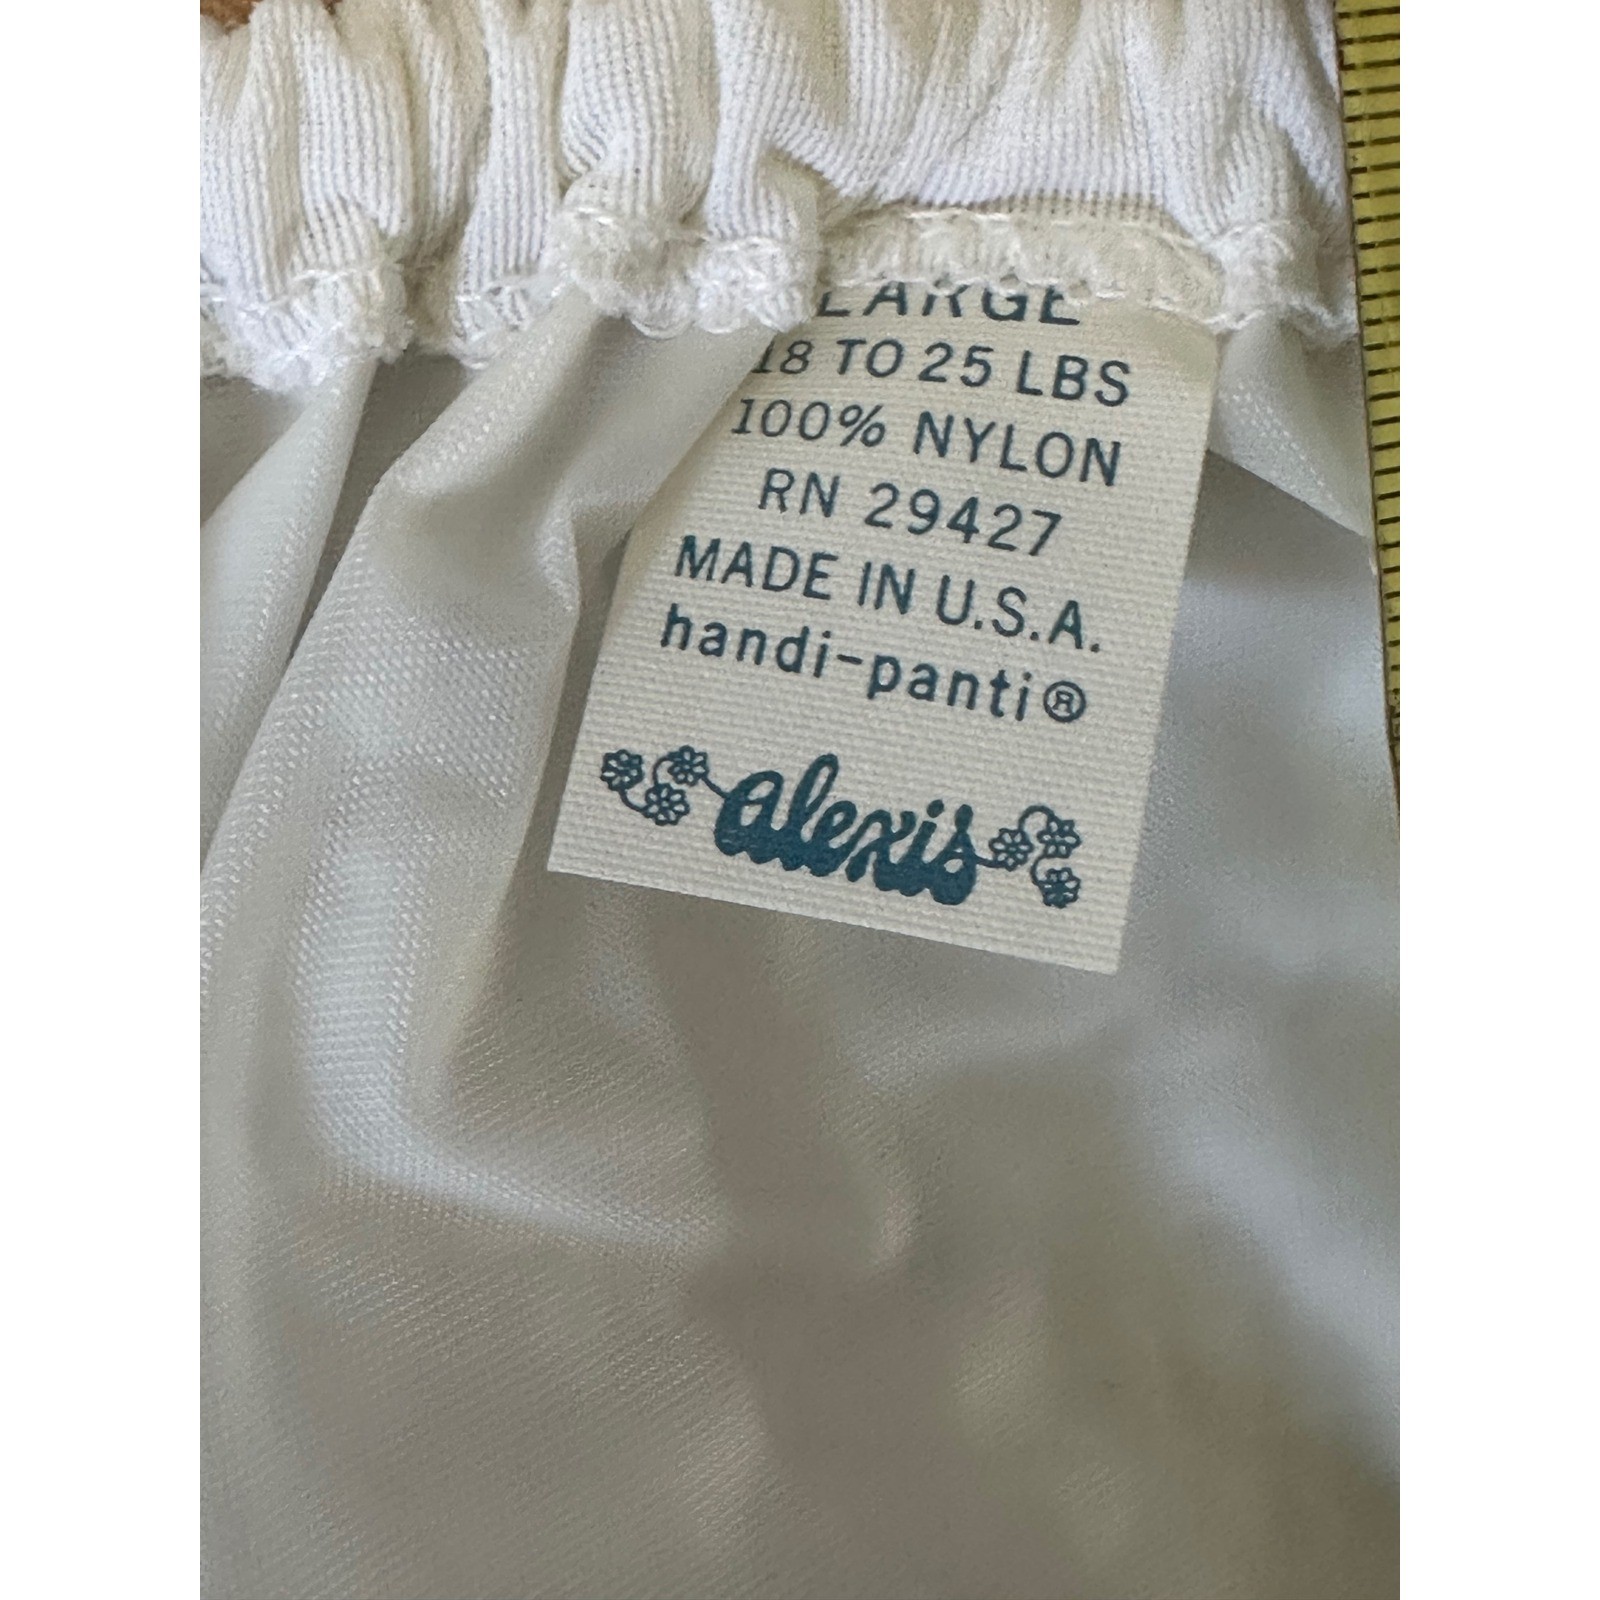 LARGE
18 TO 25 LBS
100% NYLON
RN 29427
MADE IN U.S.A.
handi-panti®
alexis